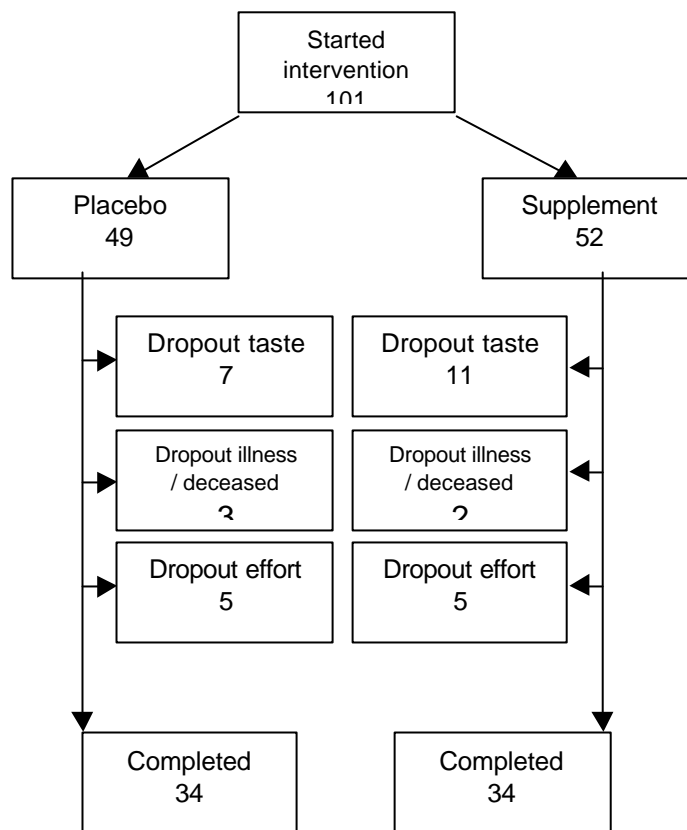 Started
intervention
101
Placebo
49
Supplement
52
Dropout taste
7
Dropout taste
11
Dropout illness
/ deceased
3
Dropout illness
/ deceased
2
Dropout effort
5
Dropout effort
5
Completed
34
Completed
34